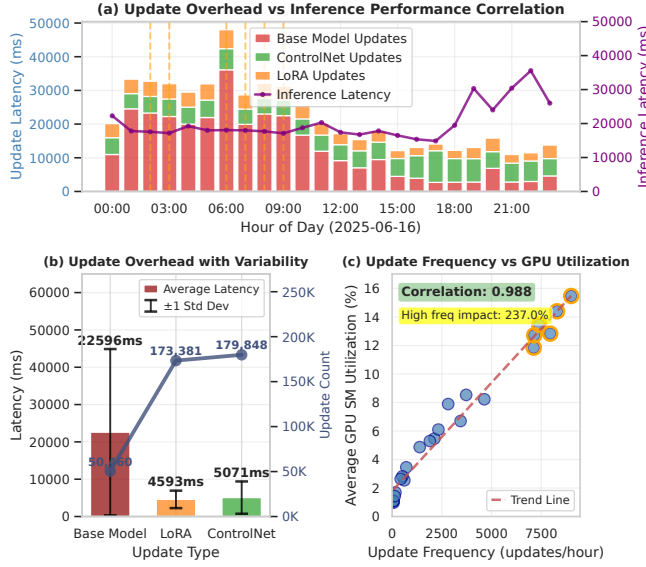 (a) Update Overhead vs Inference Performance Correlation
50000
40000
30000
20000
10000
0
Update Latency (ms)
Base Model Updates
ControlNet Updates
LoRA Updates
Inference Latency
50000
40000
30000
20000
10000
0
Inference Latency (ms)
00:00 03:00 06:00 09:00 12:00 15:00 18:00 21:00
Hour of Day (2025-06-16)
(b) Update Overhead with Variability
60000
50000
40000
30000
20000
10000
0
Latency (ms)
Average Latency
±1 Std Dev
22596ms
173,381
179,848
4593ms
5071ms
250K
200K
150K
100K
50K
0K
Update Count
Base Model LoRA ControlNet
Update Type
(c) Update Frequency vs GPU Utilization
16
14
12
10
8
6
4
2
0
Average GPU SM Utilization (%)
Correlation: 0.988
High freq impact: 237.0%
Trend Line
0 2500 5000 7500
Update Frequency (updates/hour)